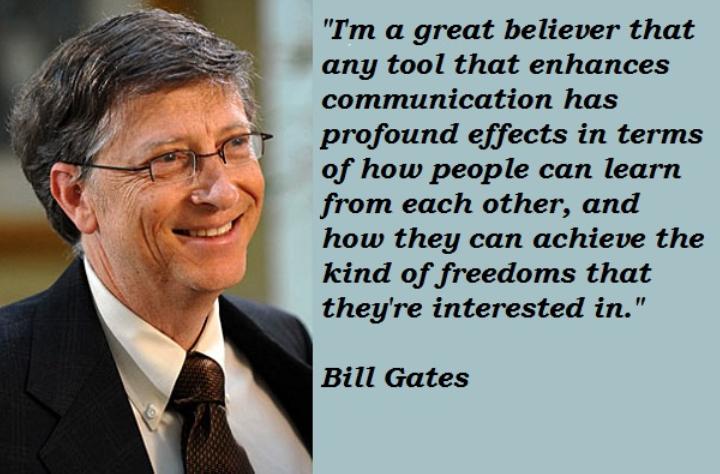 "I'm a great believer that
any tool that enhances
communication has
profound effects in terms
of how people can learn
from each other, and
how they can achieve the
kind of freedoms that
they're interested in."
Bill Gates